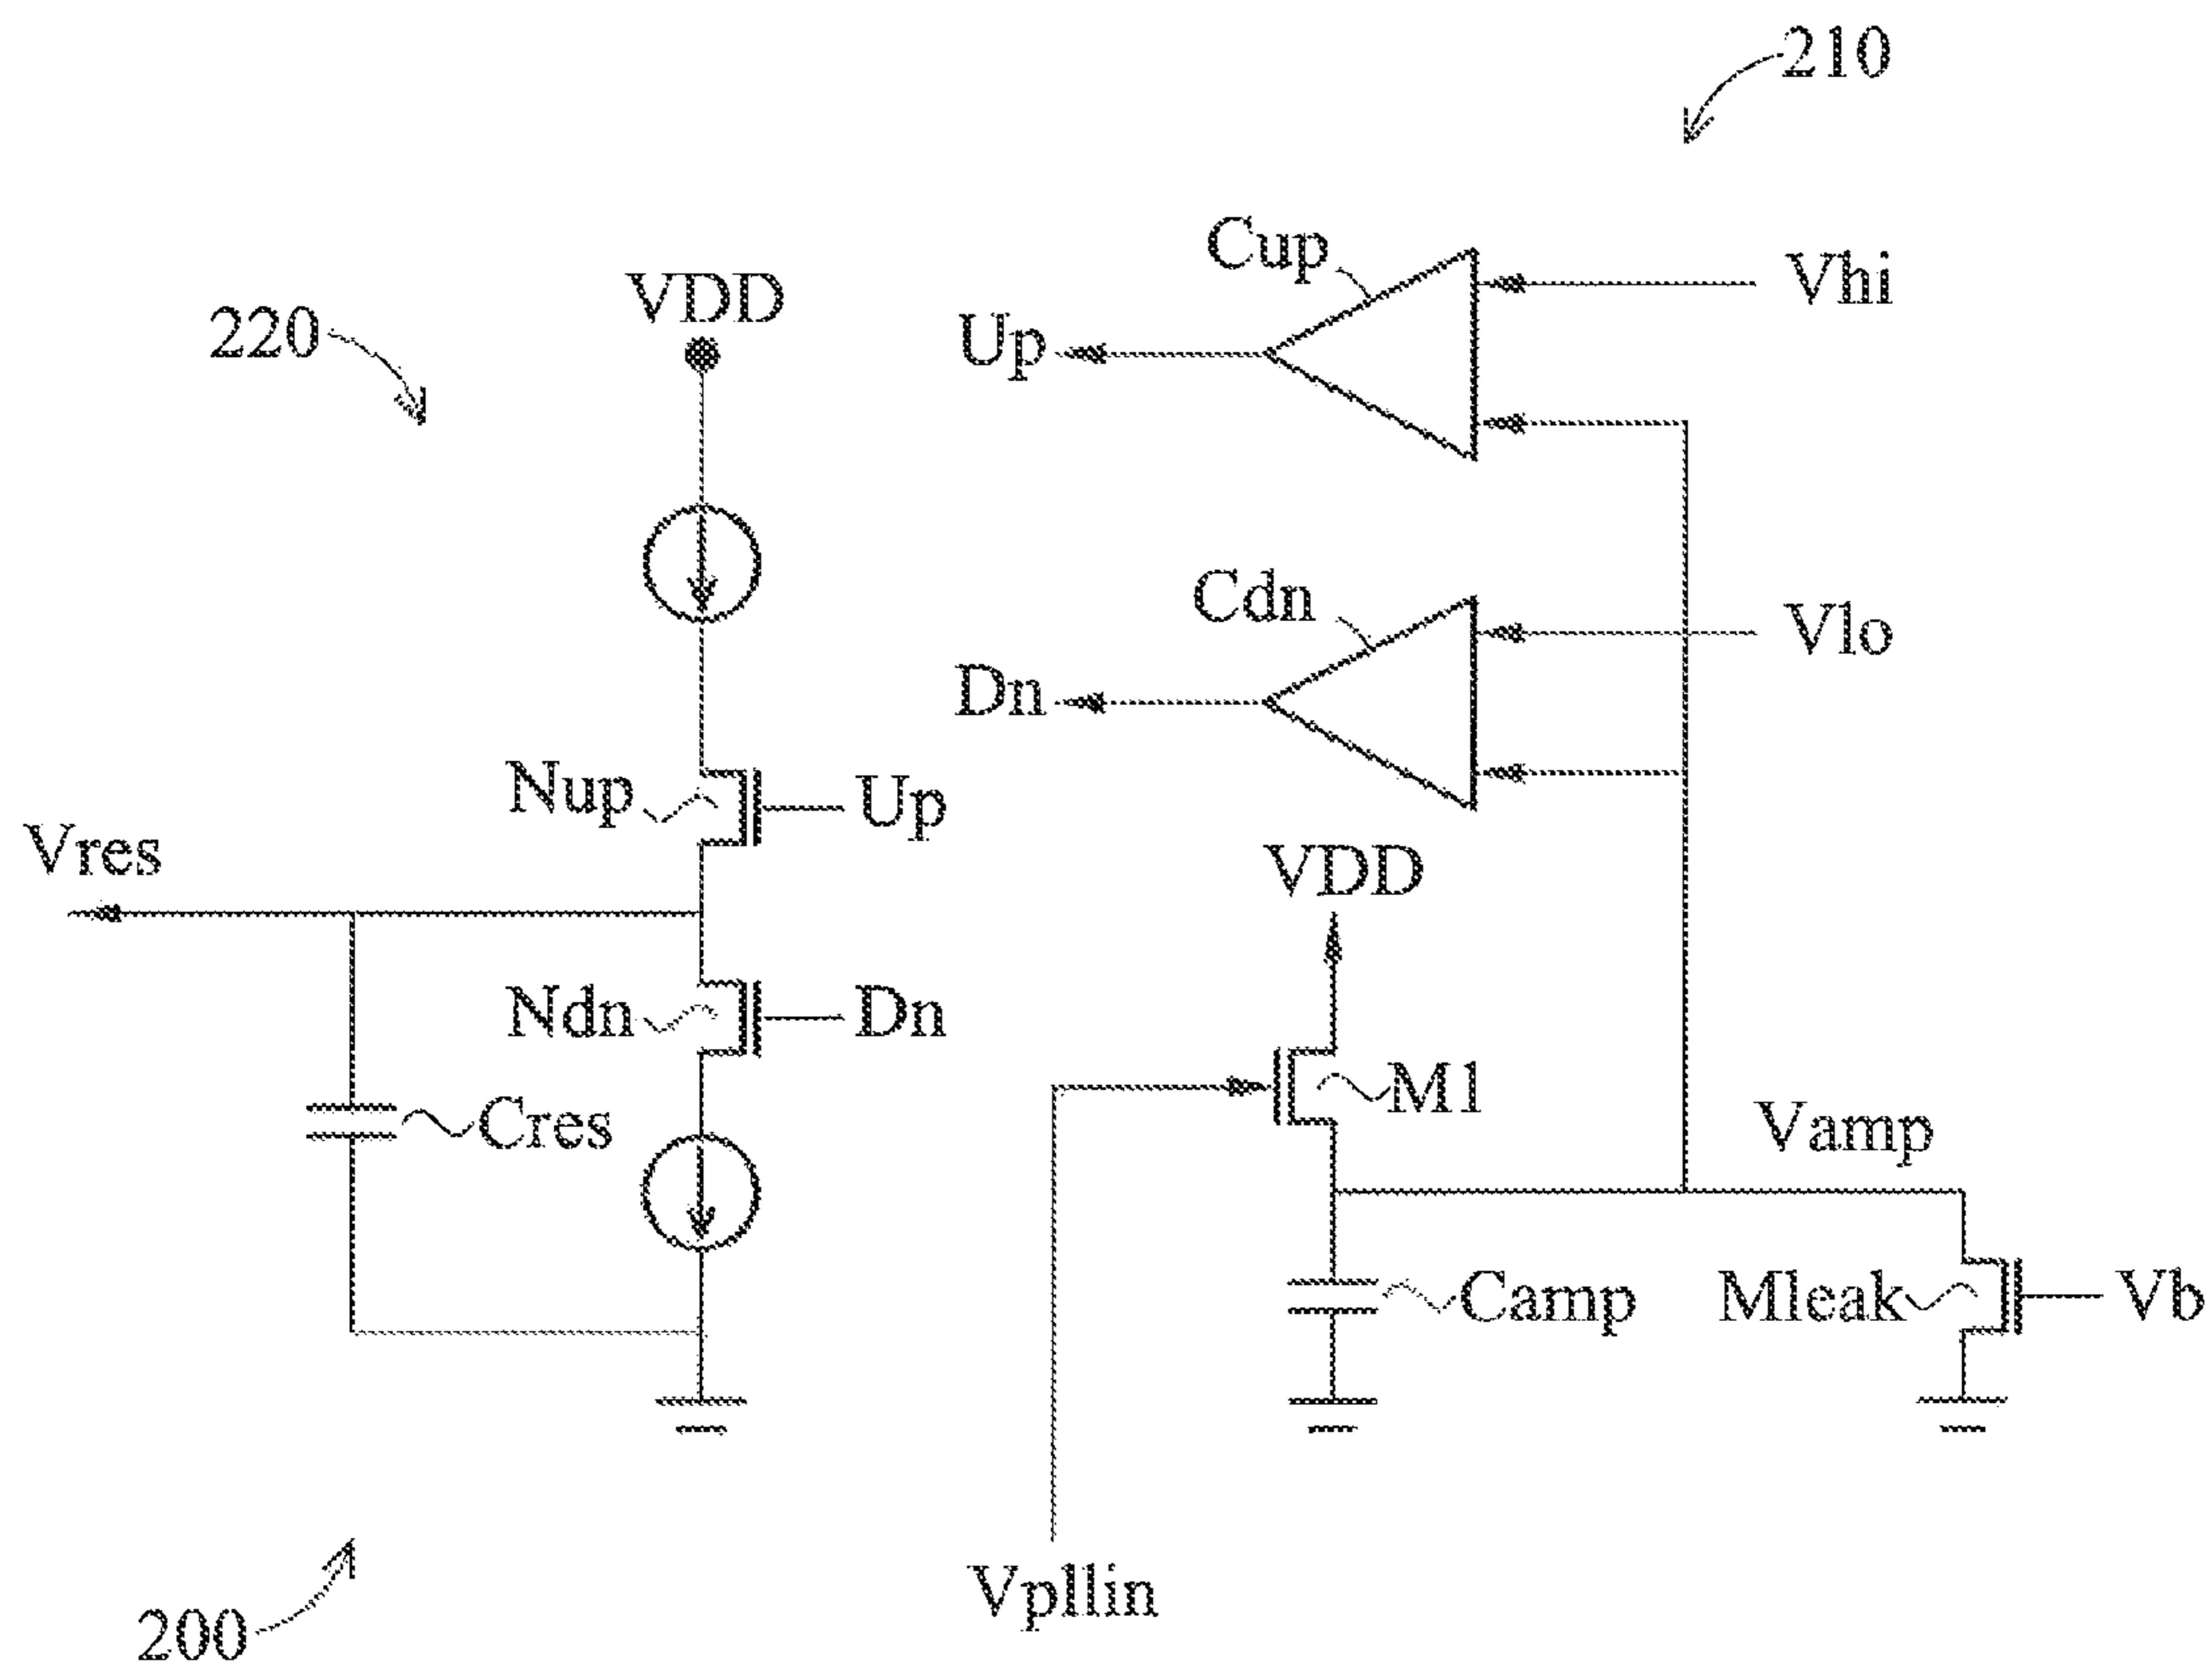 210
Cup
Vhi
220
VDD
Up
Cdn
Vlo
Dn
Nup
Up
Vres
VDD
Ndn
Dn
M1
Cres
Vamp
Camp
Mleak
Vb
Vpllin
200